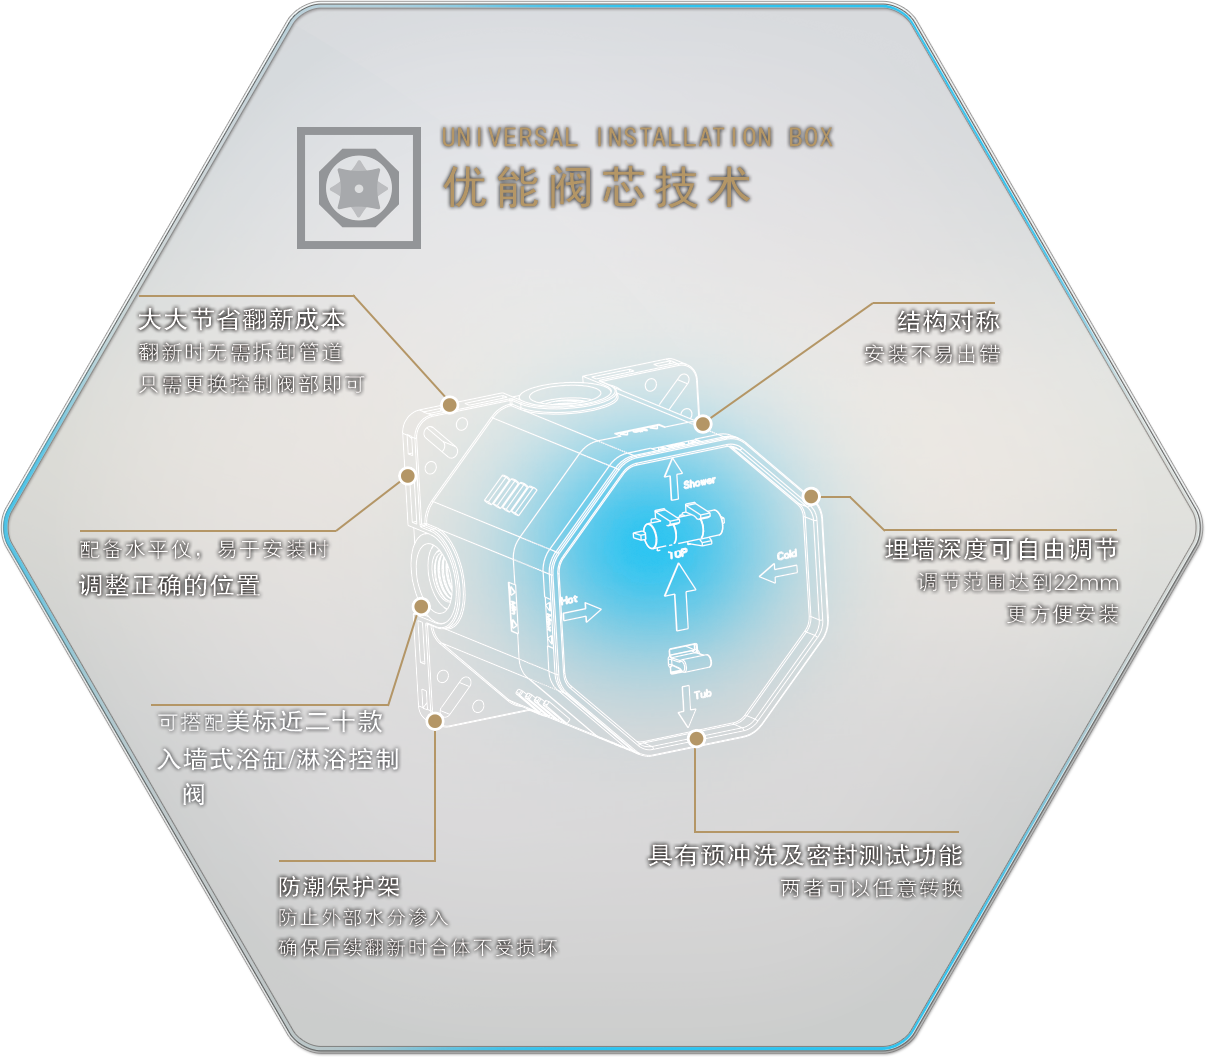 UNIVERSAL INSTALLATION BOX
优能阀芯技术
大大节省翻新成本
翻新时无需拆卸管道
只需更换控制阀部即可
结构对称
安装不易出错
配备水平仪，易于安装时
调整正确的位置
埋墙深度可自由调节
调节范围达到22mm
更方便安装
Shower
TOP
Cold
Hot
Tub
可搭配美标近二十款
入墙式浴缸/淋浴控制
阀
具有预冲洗及密封测试功能
两者可以任意转换
防潮保护架
防止外部水分渗入
确保后续翻新时合体不受损坏